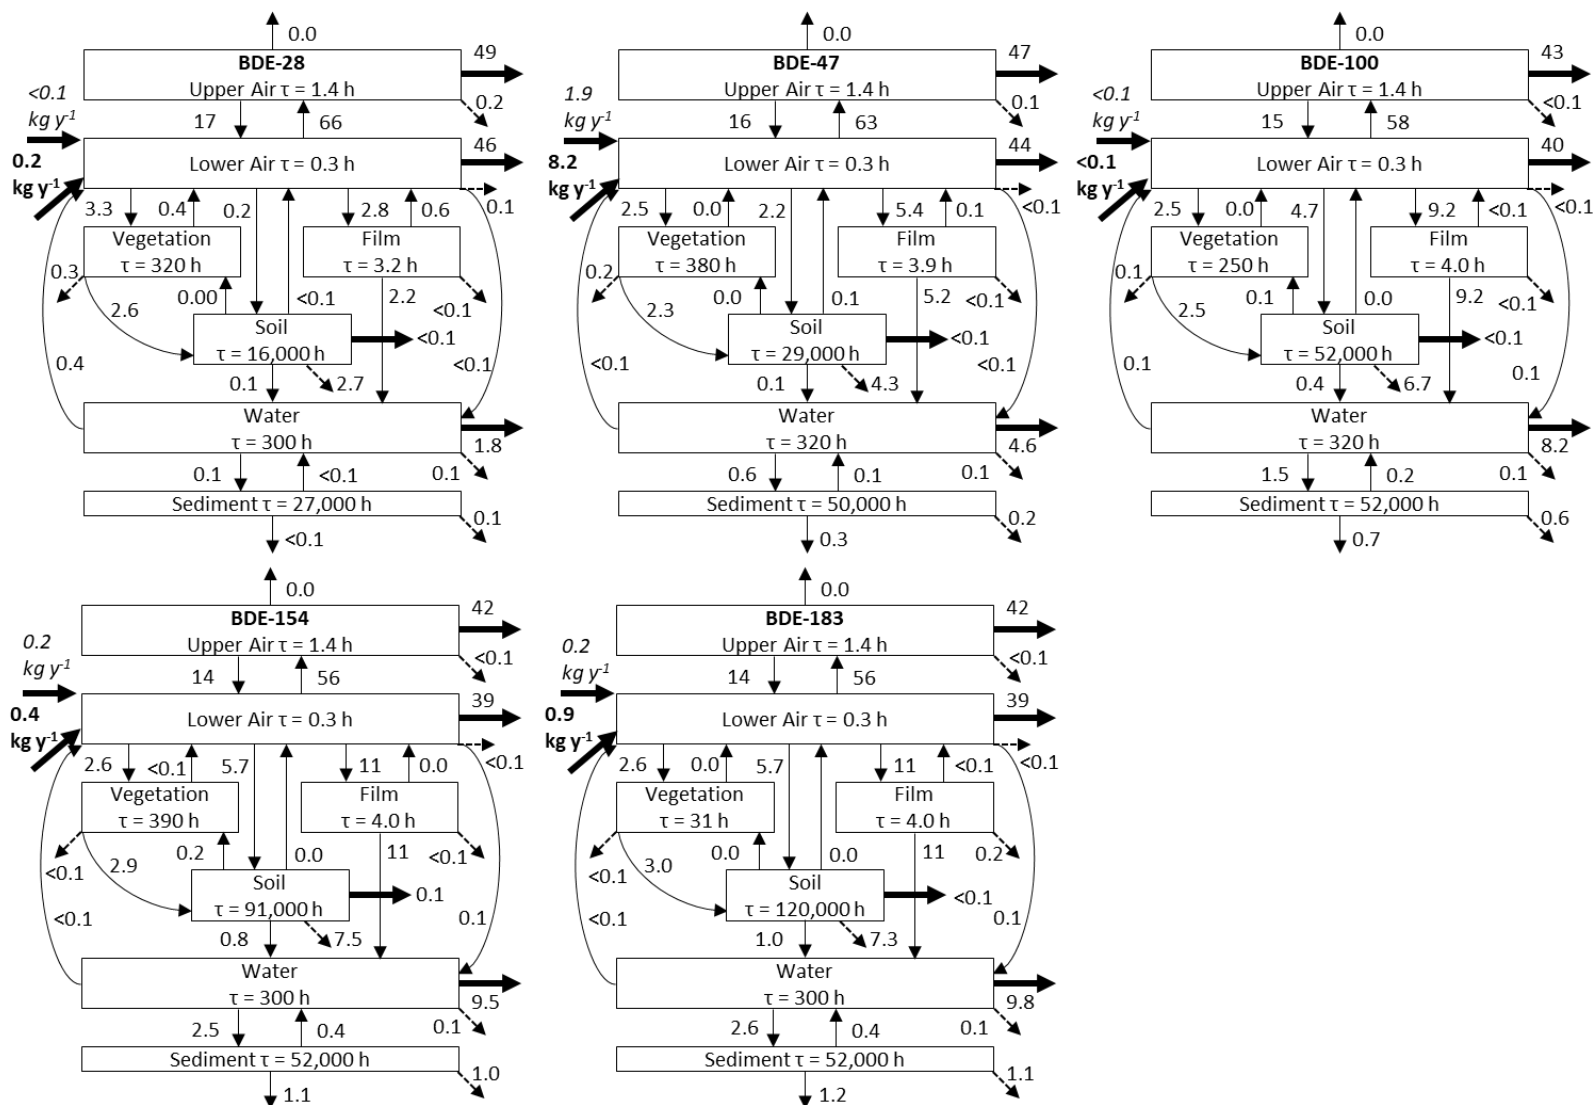 0.0
49
BDE-28
Upper Air τ = 1.4 h
<0.1
kg y-1
0.2
17
66
46
0.2
kg y-1
Lower Air τ = 0.3 h
0.1
3.3
0.4
0.2
2.8
0.6
Vegetation
τ = 320 h
Film
τ = 3.2 h
0.3
2.6
0.00
<0.1
2.2
<0.1
Soil
τ = 16,000 h
<0.1
0.4
<0.1
0.1
2.7
Water
τ = 300 h
1.8
0.1
<0.1
0.1
Sediment τ = 27,000 h
0.1
<0.1
0.0
47
BDE-47
Upper Air τ = 1.4 h
1.9
kg y-1
0.1
16
63
44
8.2
kg y-1
Lower Air τ = 0.3 h
<0.1
2.5
0.0
2.2
5.4
0.1
Vegetation
τ = 380 h
Film
τ = 3.9 h
0.2
2.3
0.0
0.1
5.2
<0.1
Soil
τ = 29,000 h
<0.1
<0.1
<0.1
0.1
4.3
Water
τ = 320 h
4.6
0.6
0.1
0.1
Sediment τ = 50,000 h
0.2
0.3
0.0
43
BDE-100
Upper Air τ = 1.4 h
<0.1
kg y-1
<0.1
15
58
40
<0.1
kg y-1
Lower Air τ = 0.3 h
<0.1
2.5
0.0
4.7
9.2
<0.1
Vegetation
τ = 250 h
Film
τ = 4.0 h
0.1
2.5
0.1
0.0
9.2
<0.1
Soil
τ = 52,000 h
<0.1
0.1
0.1
0.4
6.7
Water
τ = 320 h
8.2
1.5
0.2
0.1
Sediment τ = 52,000 h
0.6
0.7
0.0
42
BDE-154
Upper Air τ = 1.4 h
0.2
kg y-1
<0.1
14
56
39
0.4
kg y-1
Lower Air τ = 0.3 h
<0.1
2.6
<0.1
5.7
11
0.0
Vegetation
τ = 390 h
Film
τ = 4.0 h
<0.1
2.9
0.2
0.0
11
<0.1
Soil
τ = 91,000 h
0.1
<0.1
0.1
0.8
7.5
Water
τ = 300 h
9.5
2.5
0.4
0.1
Sediment τ = 52,000 h
1.0
1.1
0.0
42
BDE-183
Upper Air τ = 1.4 h
0.2
kg y-1
<0.1
14
56
39
0.9
kg y-1
Lower Air τ = 0.3 h
<0.1
2.6
0.0
5.7
11
<0.1
Vegetation
τ = 31 h
Film
τ = 4.0 h
<0.1
3.0
0.0
0.0
11
0.2
Soil
τ = 120,000 h
<0.1
<0.1
0.1
1.0
7.3
Water
τ = 300 h
9.8
2.6
0.4
0.1
Sediment τ = 52,000 h
1.1
1.2